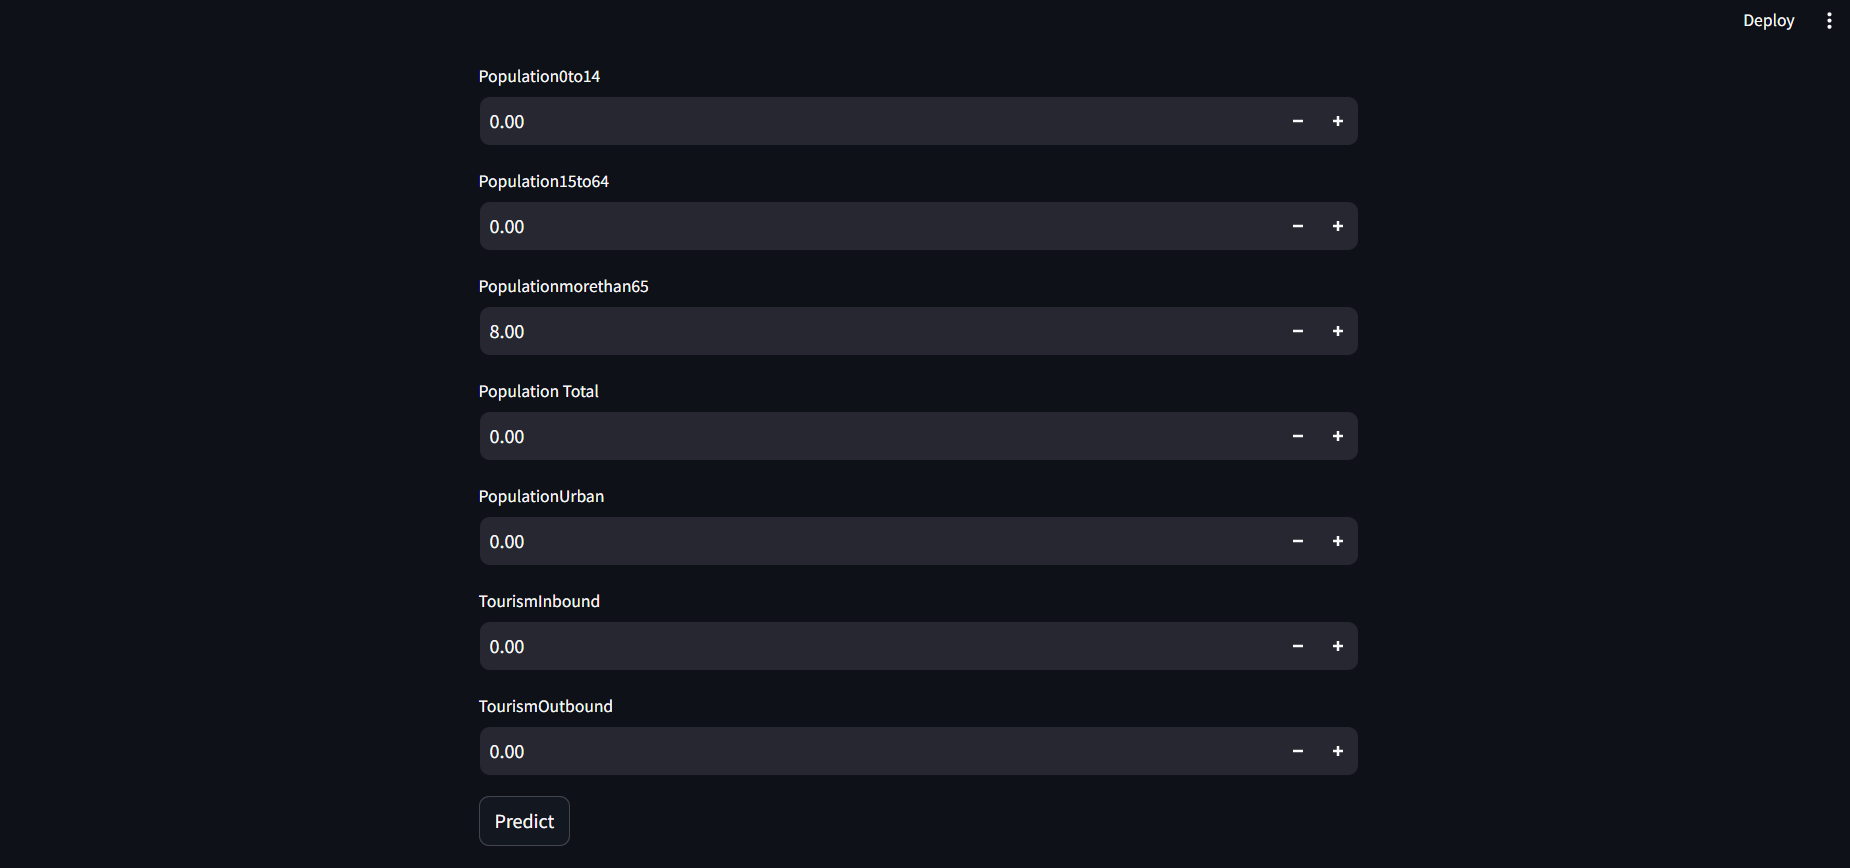 Deploy
Population0to14
0.00
Population15to64
0.00
Populationmorethan65
8.00
Population Total
0.00
PopulationUrban
0.00
TourismInbound
0.00
TourismOutbound
0.00
Predict